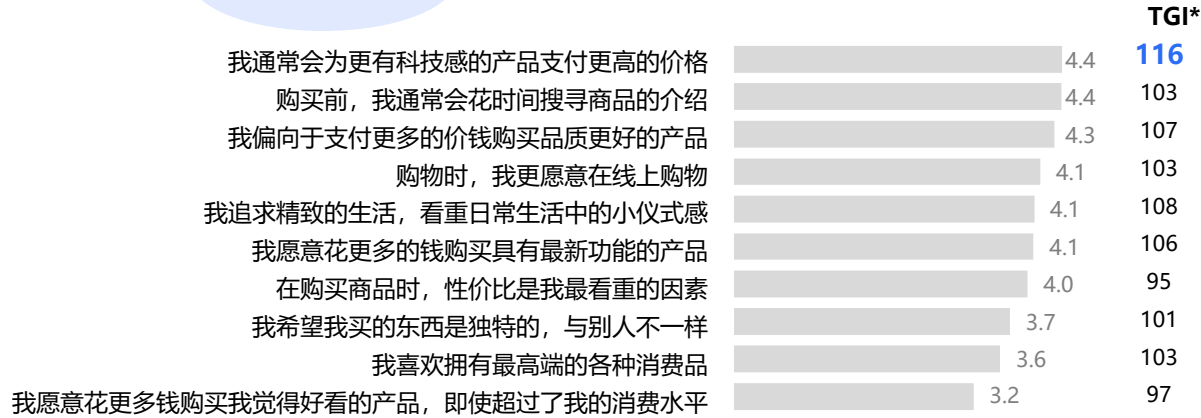 TGI*
我通常会为更有科技感的产品支付更高的价格 4.4 116
购买前，我通常会花时间搜寻商品的介绍 4.4 103
我偏向于支付更多的价钱购买品质更好的产品 4.3 107
购物时，我更愿意在线上购物 4.1 103
我追求精致的生活，看重日常生活中的小仪式感 4.1 108
我愿意花更多的钱购买具有最新功能的产品 4.1 106
在购买商品时，性价比是我最看重的因素 4.0 95
我希望我买的东西是独特的，与别人不一样 3.7 101
我喜欢拥有最高端的各种消费品 3.6 103
我愿意花更多钱购买我觉得好看的产品，即使超过了我的消费水平 3.2 97